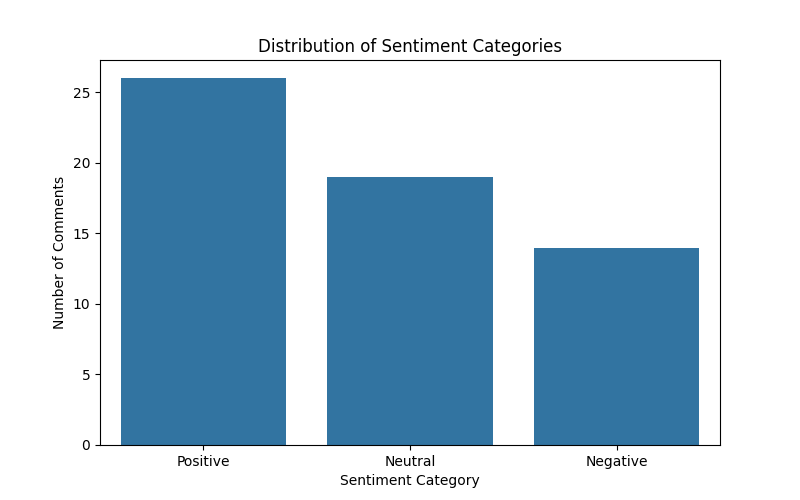 Distribution of Sentiment Categories
Number of Comments
25
20
15
10
5
0
Positive Neutral Negative
Sentiment Category